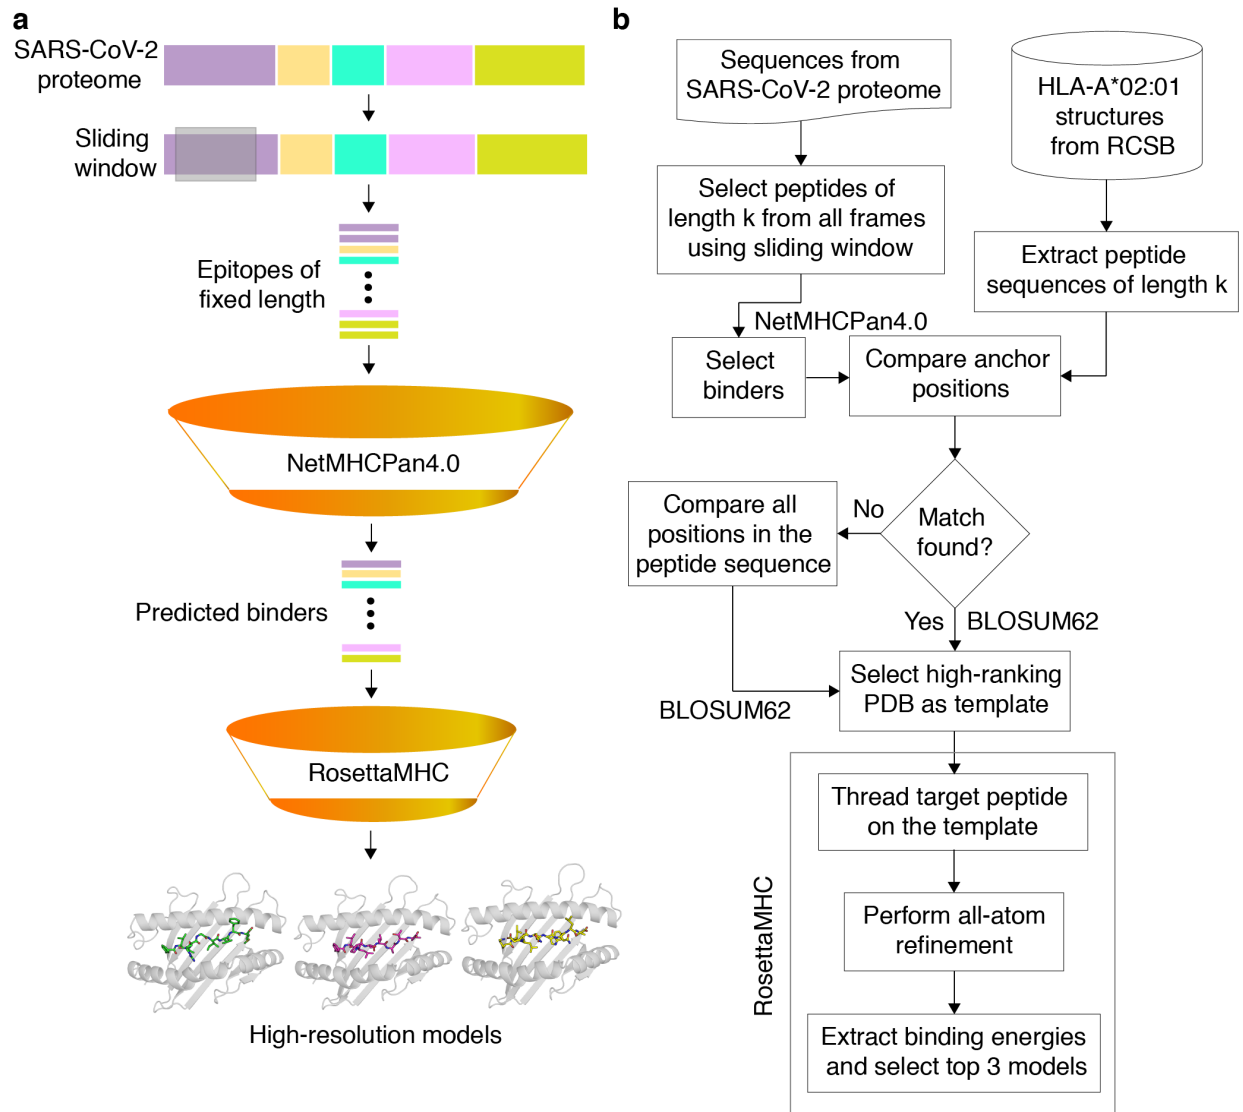 a
SARS-CoV-2
proteome
Sliding
window
Epitopes of
fixed length
NetMHCPan4.0
Predicted binders
RosettaMHC
High-resolution models
b
Sequences from
SARS-CoV-2 proteome
HLA-A*02:01
structures
from RCSB
Select peptides of
length k from all frames
using sliding window
Extract peptide
sequences of length k
NetMHCPan4.0
Select
binders
Compare anchor
positions
Match
found?
No
Compare all
positions in the
peptide sequence
Yes
BLOSUM62
BLOSUM62
Select high-ranking
PDB as template
RosettaMHC
Thread target peptide
on the template
Perform all-atom
refinement
Extract binding energies
and select top 3 models